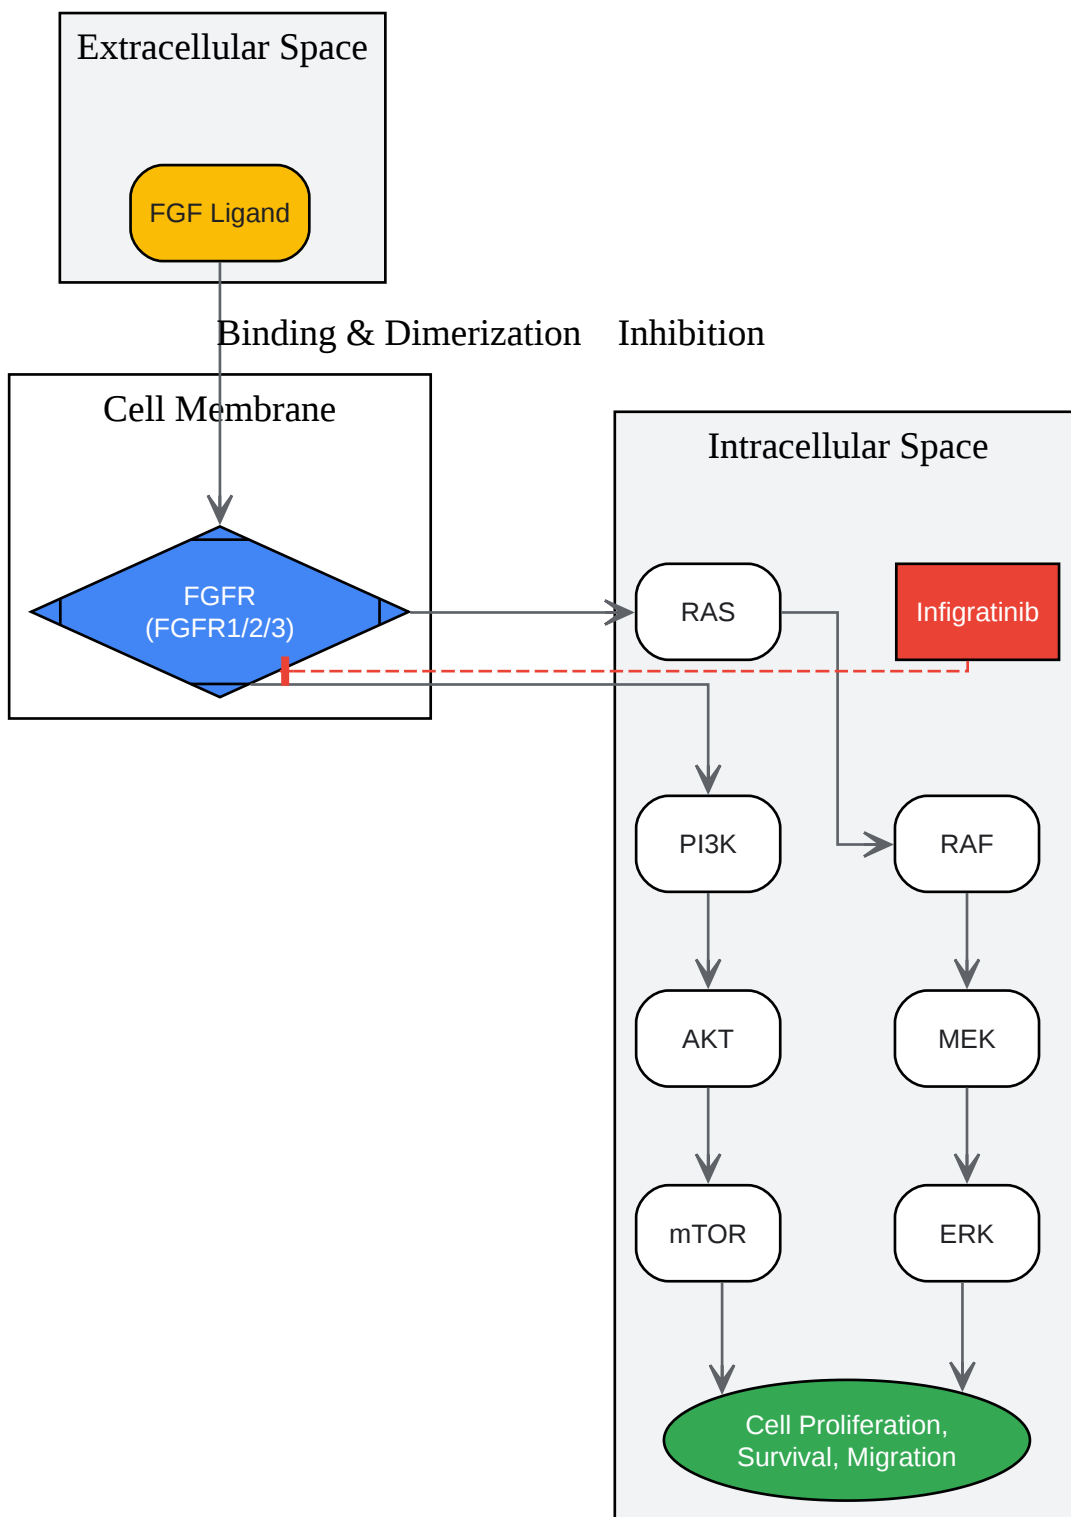 Extracellular Space
FGF Ligand
Binding & Dimerization
Inhibition
Cell Membrane
Intracellular Space
FGFR
(FGFR1/2/3)
RAS
Infigratinib
PI3K
RAF
AKT
MEK
mTOR
ERK
Cell Proliferation,
Survival, Migration